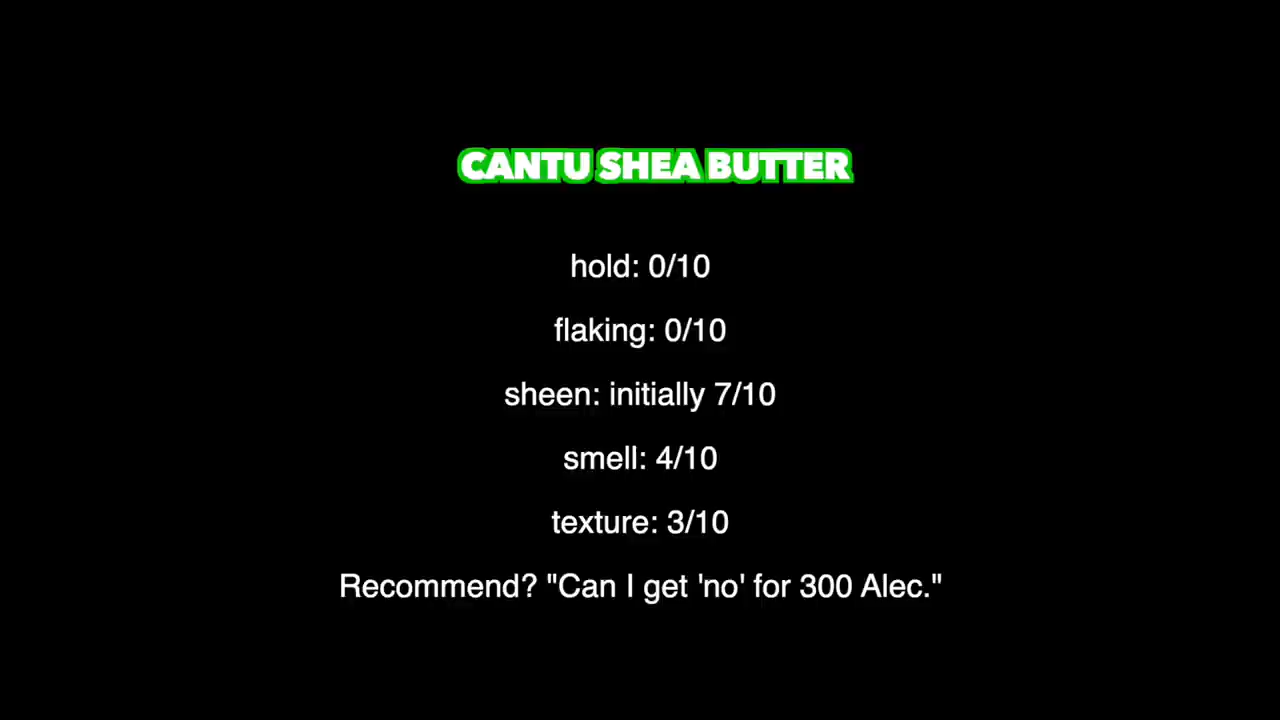 CANTU SHEA BUTTER
hold: 0/10
flaking: 0/10
sheen: initially 7/10
smell: 4/10
texture: 3/10
Recommend? "Can I get 'no' for 300 Alec."